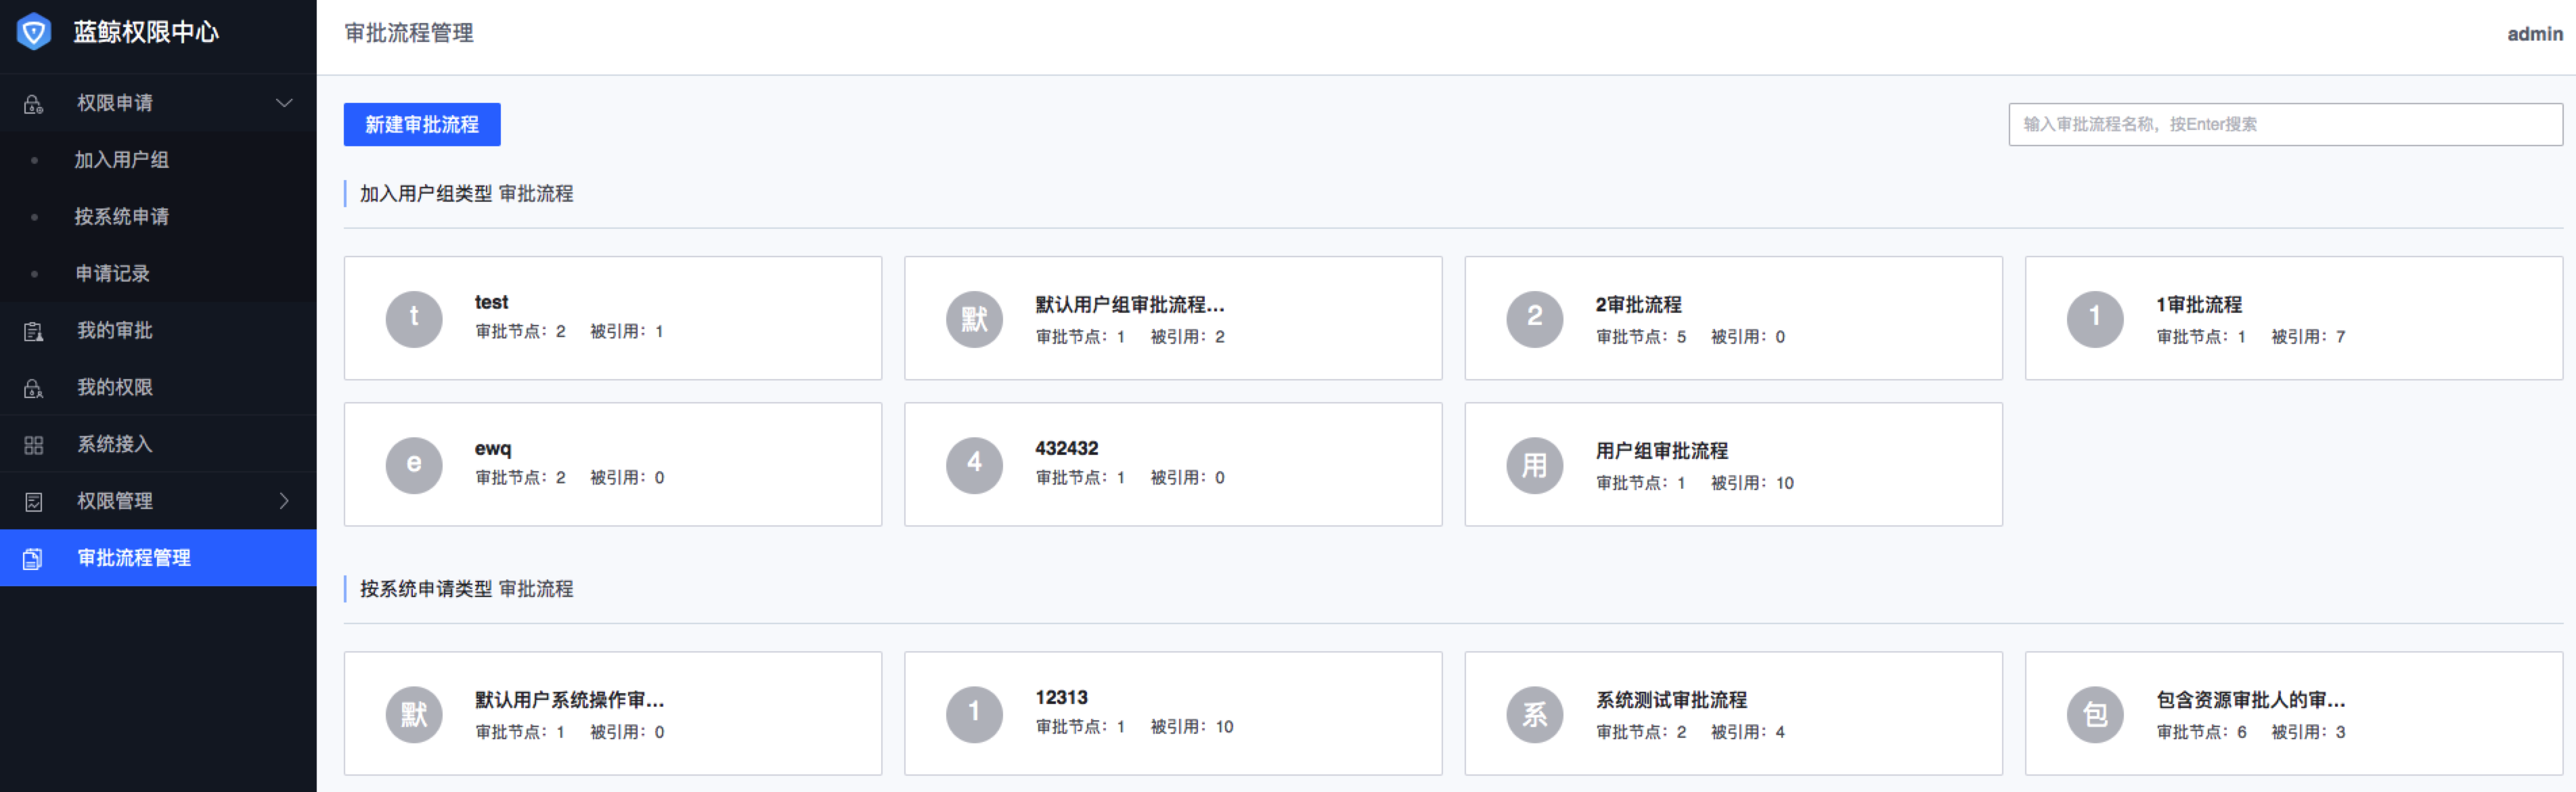 蓝鲸权限中心
权限申请
加入用户组
按系统申请
申请记录
我的审批
我的权限
系统接入
权限管理
审批流程管理
审批流程管理
admin
新建审批流程
输入审批流程名称，按Enter搜索
加入用户组类型 审批流程
t
test
审批节点：2 被引用：1
默
默认用户组审批流程...
审批节点：1 被引用：2
2
2审批流程
审批节点：5 被引用：0
1
1审批流程
审批节点：1 被引用：7
e
ewq
审批节点：2 被引用：0
4
432432
审批节点：1 被引用：0
用
用户组审批流程
审批节点：1 被引用：10
按系统申请类型 审批流程
默
默认用户系统操作审...
审批节点：1 被引用：0
1
12313
审批节点：1 被引用：10
系
系统测试审批流程
审批节点：2 被引用：4
包
包含资源审批人的审...
审批节点：6 被引用：3